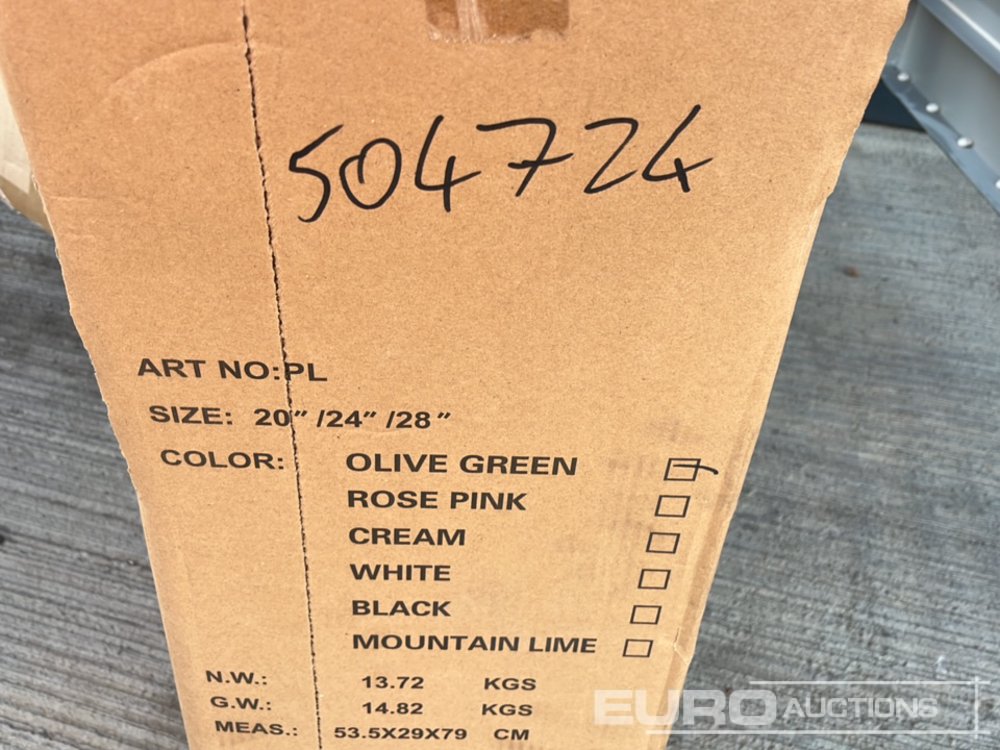 504724
ART NO:PL
SIZE: 20" /24" /28"
COLOR: OLIVE GREEN
ROSE PINK
CREAM
WHITE
BLACK
MOUNTAIN LIME
N.W.: 13.72 KGS
G.W.: 14.82 KGS
MEAS.: 53.5X29X79 CM
EURO AUCTIONS